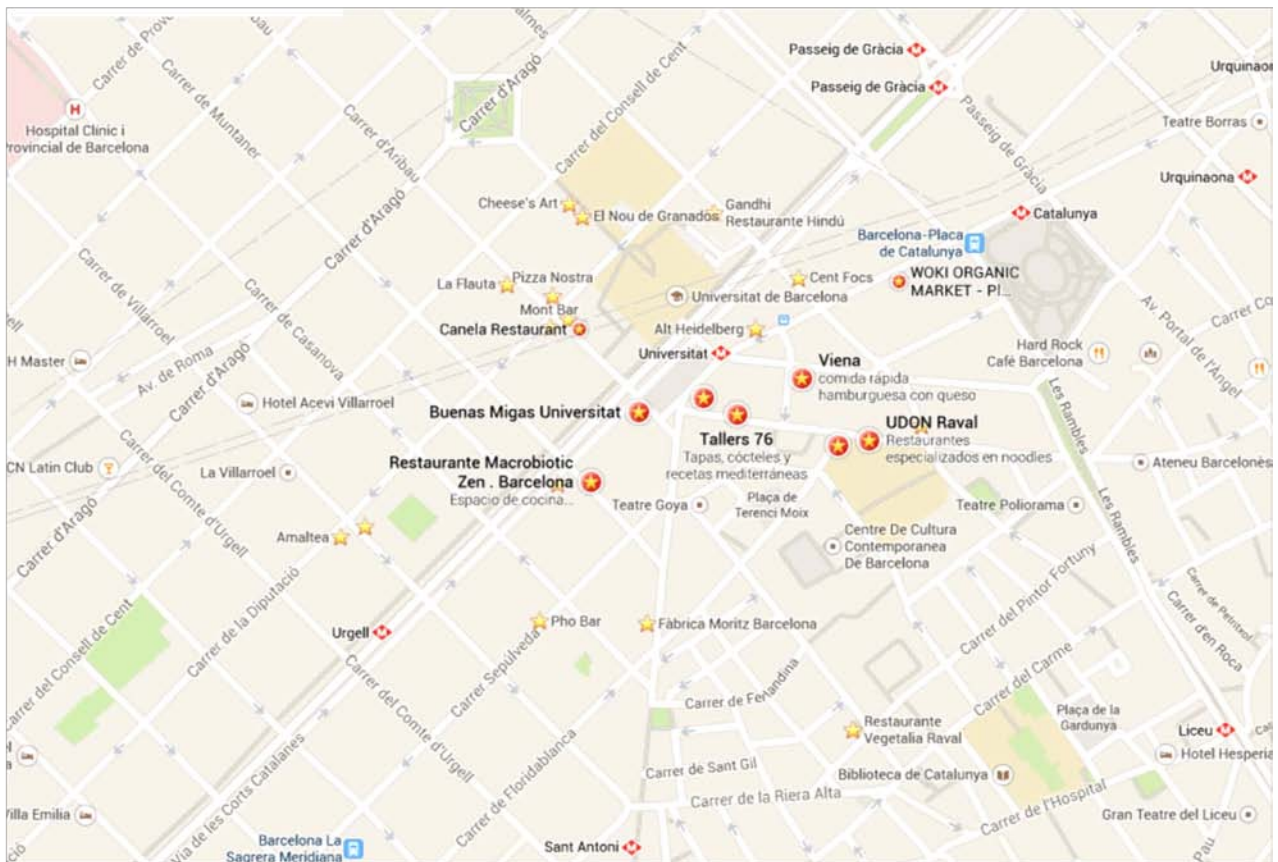 Carrer de Prove
Carrer de Muntaner
Carrer d'Aribau
Carrer d'Aragó
Carrer del Consell de Cent
Passeig de Gràcia
Passeig de Gràcia
Passeig de Gràcia
Urquinaon
Teatre Borras
Urquinaona
H
Hospital Clínic i
Provincial de Barcelona
Carrer d'Aragó
Cheese's Art
El Nou de Granados
Gandhi
Restaurante Hindú
Catalunya
Barcelona-Placa
de Catalunya
WOKI ORGANIC
MARKET - Pl...
La Flauta
Pizza Nostra
Mont Bar
Canela Restaurant
Cent Focs
Universitat de Barcelona
Alt Heidelberg
Universitat
Av. Portal de l'Àngel
Hard Rock
Cafè Barcelona
Carrer de Villarroel
Carrer de Casanova
Av. de Roma
Carrer d'Aragó
H Master
Hotel Acevi Villarroel
Viena
comida rápida
hamburguesa con queso
Buenas Migas Universitat
Tallers 76
Tapas, cócteles y
recetas mediterráneas
UDON Raval
Restaurantes
especializados en noodles
Les Rambles
Ateneu Barcelonès
CN Latin Club
La Villarroel
Restaurante Macrobiotic
Zen . Barcelona
Espacio de cocina...
Teatre Goya
Plaça de
Terenci Moix
Teatre Poliorama
Les Rambles
Carrer d'Aragó
Carrer del Comte d'Urgell
Amaltea
Centre De Cultura
Contemporanea
De Barcelona
Carrer del Pintor Fortuny
Carrer de Petritxol
Carrer d'en Roca
Carrer del Consell de Cent
Carrer de la Diputació
Urgell
Pho Bar
Fàbrica Moritz Barcelona
Carrer Sepúlveda
Carrer del Comte d'Urgell
Carrer de Ferlandina
Carrer del Carme
Plaça de la
Gardunya
Liceu
Restaurante
Vegetalia Raval
Hotel Hesperia
Via de les Corts Catalanes
Carrer de Floridablanca
Carrer de Sant Gil
Biblioteca de Catalunya
Villa Emilia
Carrer de la Riera Alta
Carrer de l'Hospital
Gran Teatre del Liceu
Barcelona La
Sagrera Meridiana
Sant Antoni
Pau